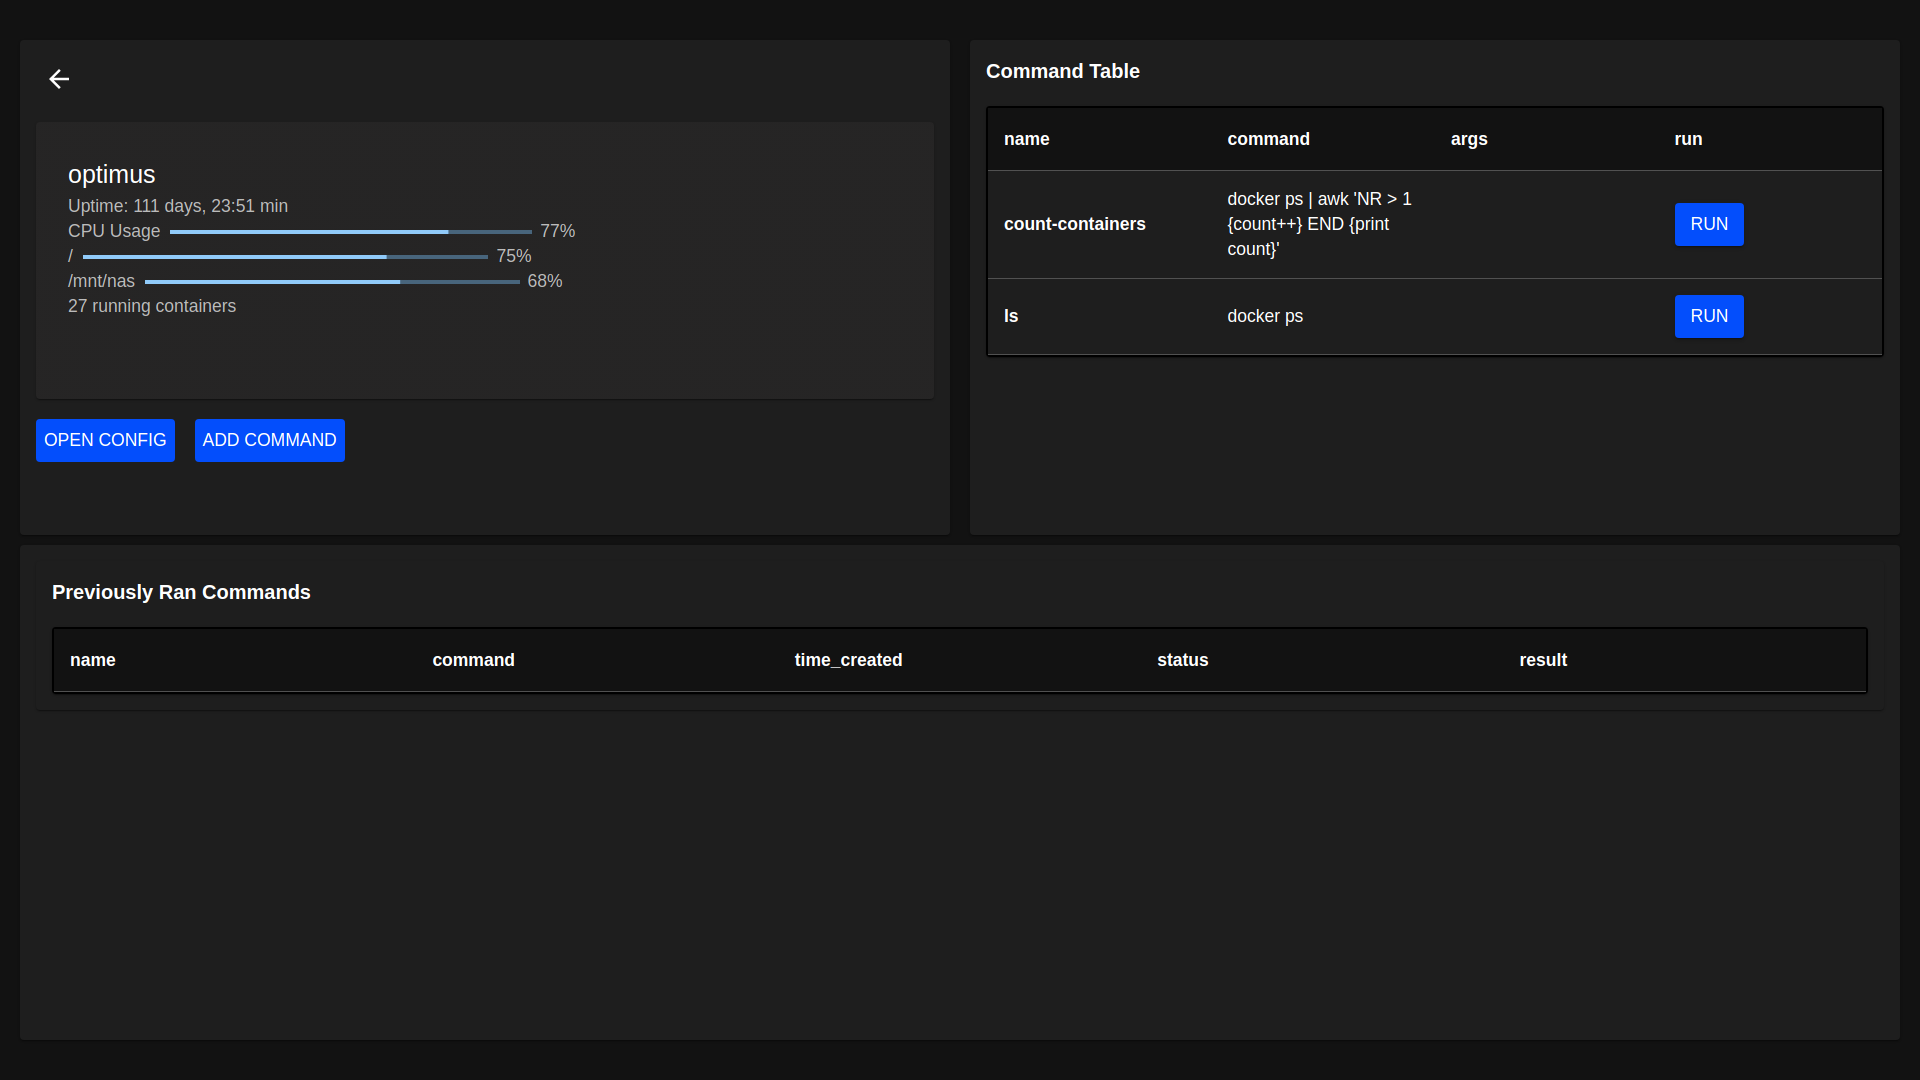 optimus
Uptime: 111 days, 23:51 min
CPU Usage 77%
/ 75%
/mnt/nas 68%
27 running containers
OPEN CONFIG ADD COMMAND
Command Table
name command args run
count-containers docker ps | awk 'NR > 1
{count++} END {print
count}' RUN
ls docker ps RUN
Previously Ran Commands
name command time_created status result